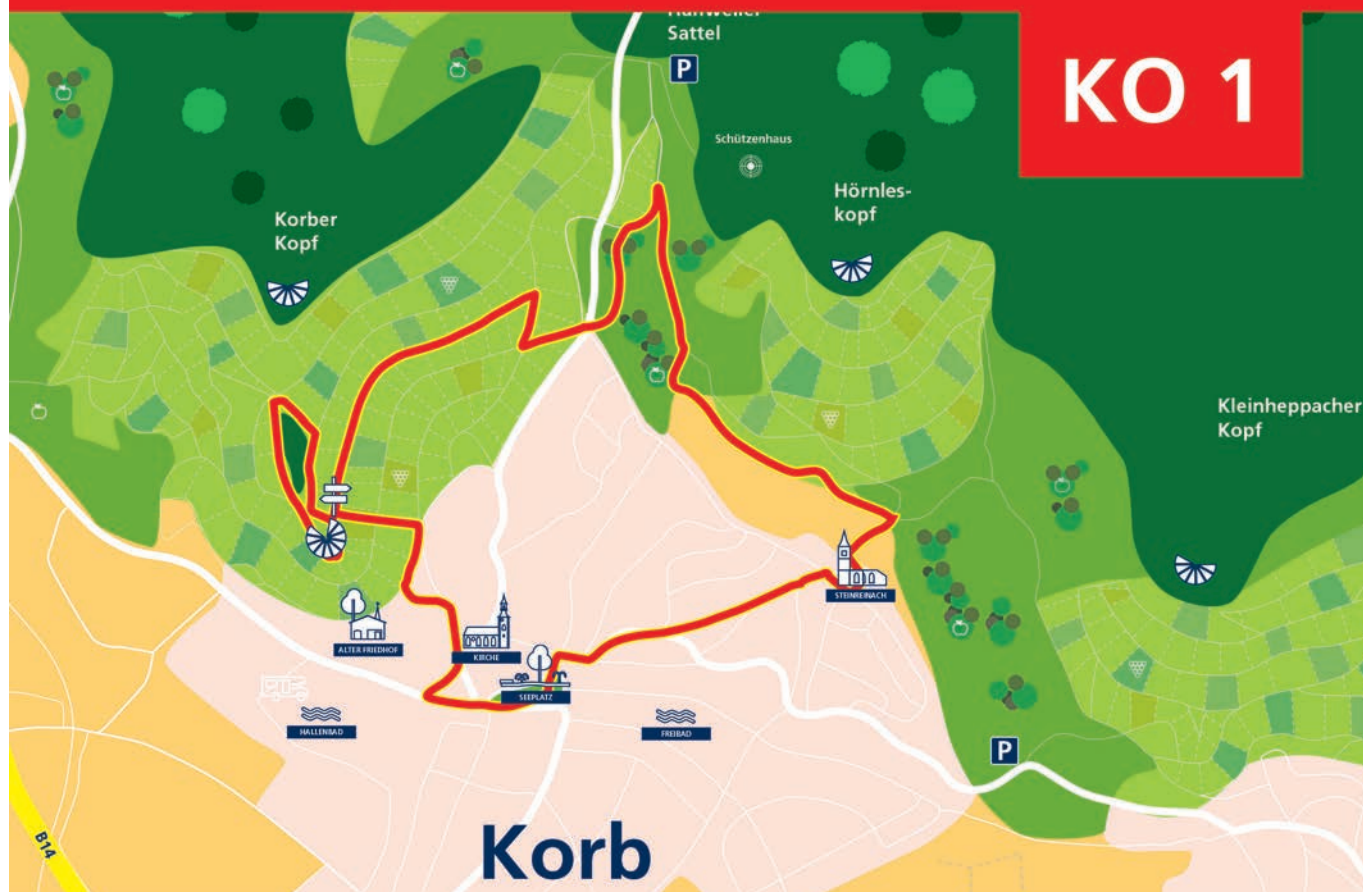 Sattel
P
KO 1
Schützenhaus
Hörnles-
kopf
Korber
Kopf
Kleinheppacher
Kopf
STEINREINACH
ALTER FRIEDHOF
KIRCHE
SEEPLATZ
HALLENBAD
FREIBAD
P
B14
Korb